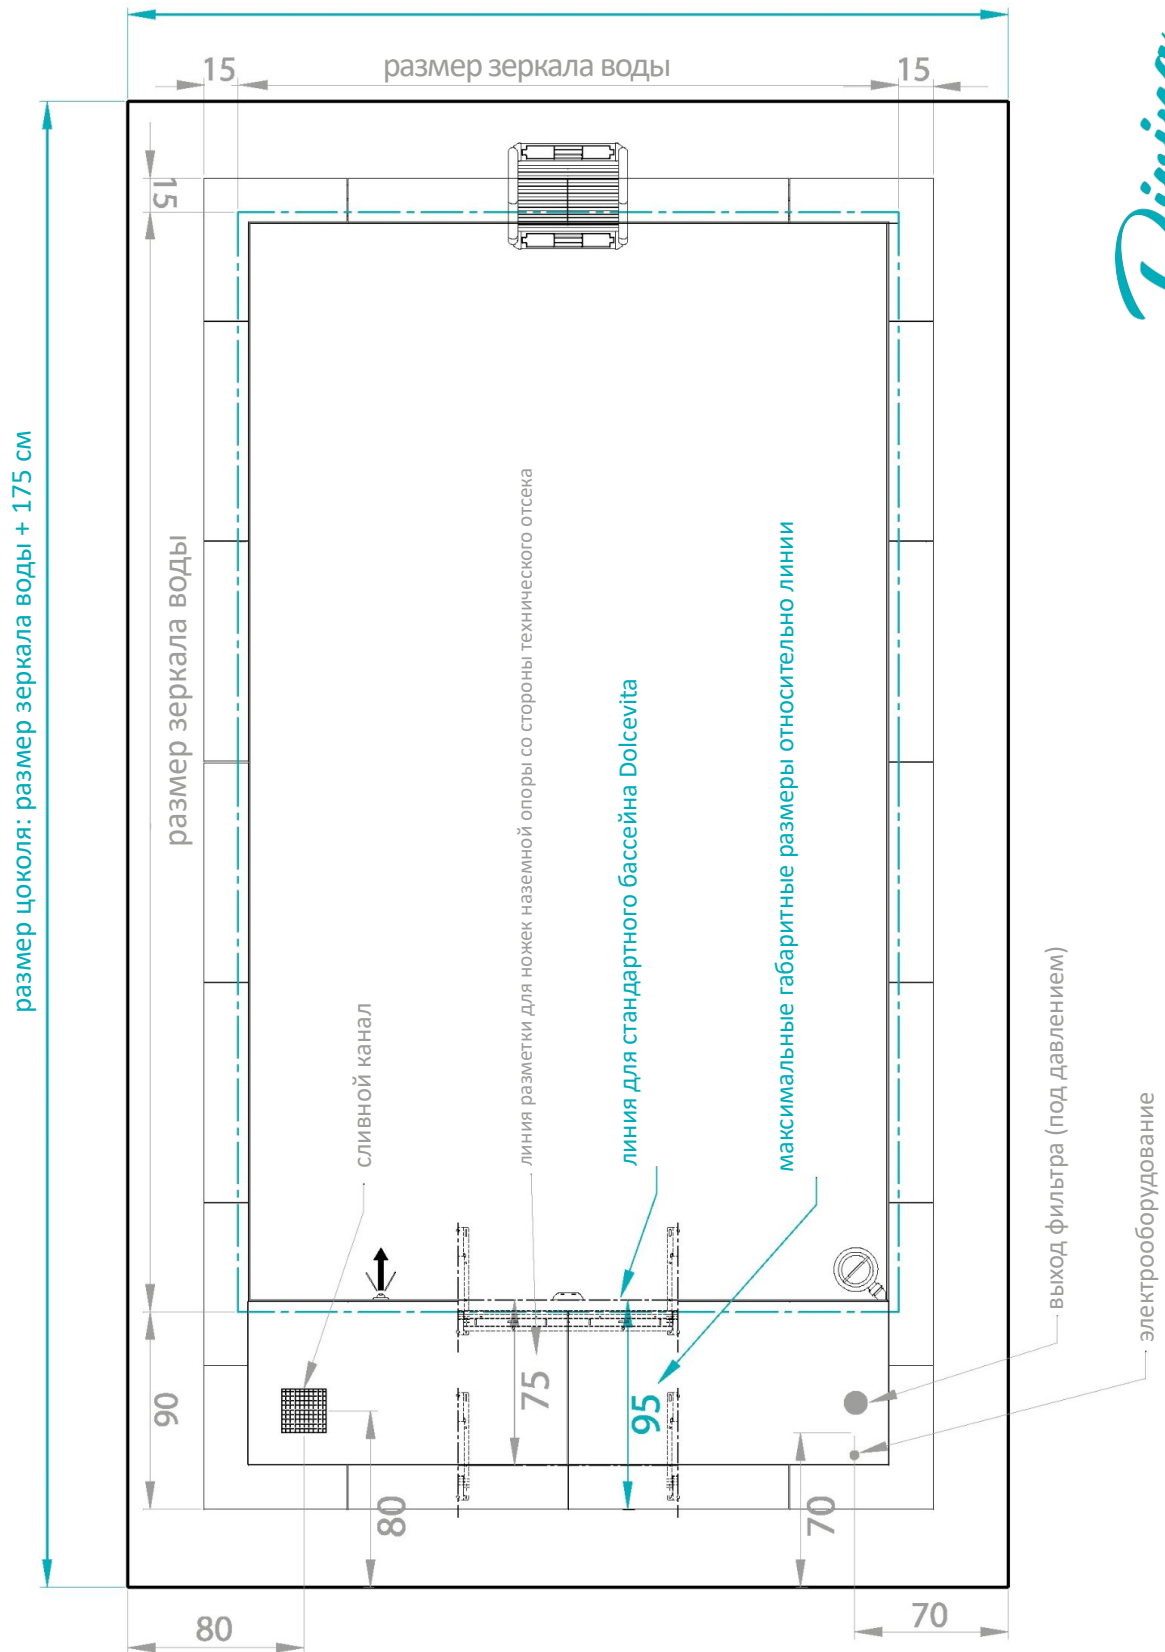 15
размер зеркала воды
15
15
размер цоколя: размер зеркала воды + 175 см
размер зеркала воды
сливной канал
линия разметки для ножек наземной опоры со стороны технического отсека
линия для стандартного бассейна Dolcevita
максимальные габаритные размеры относительно линии
выход фильтра (под давлением)
электрооборудование
90
75
95
80
70
80
70